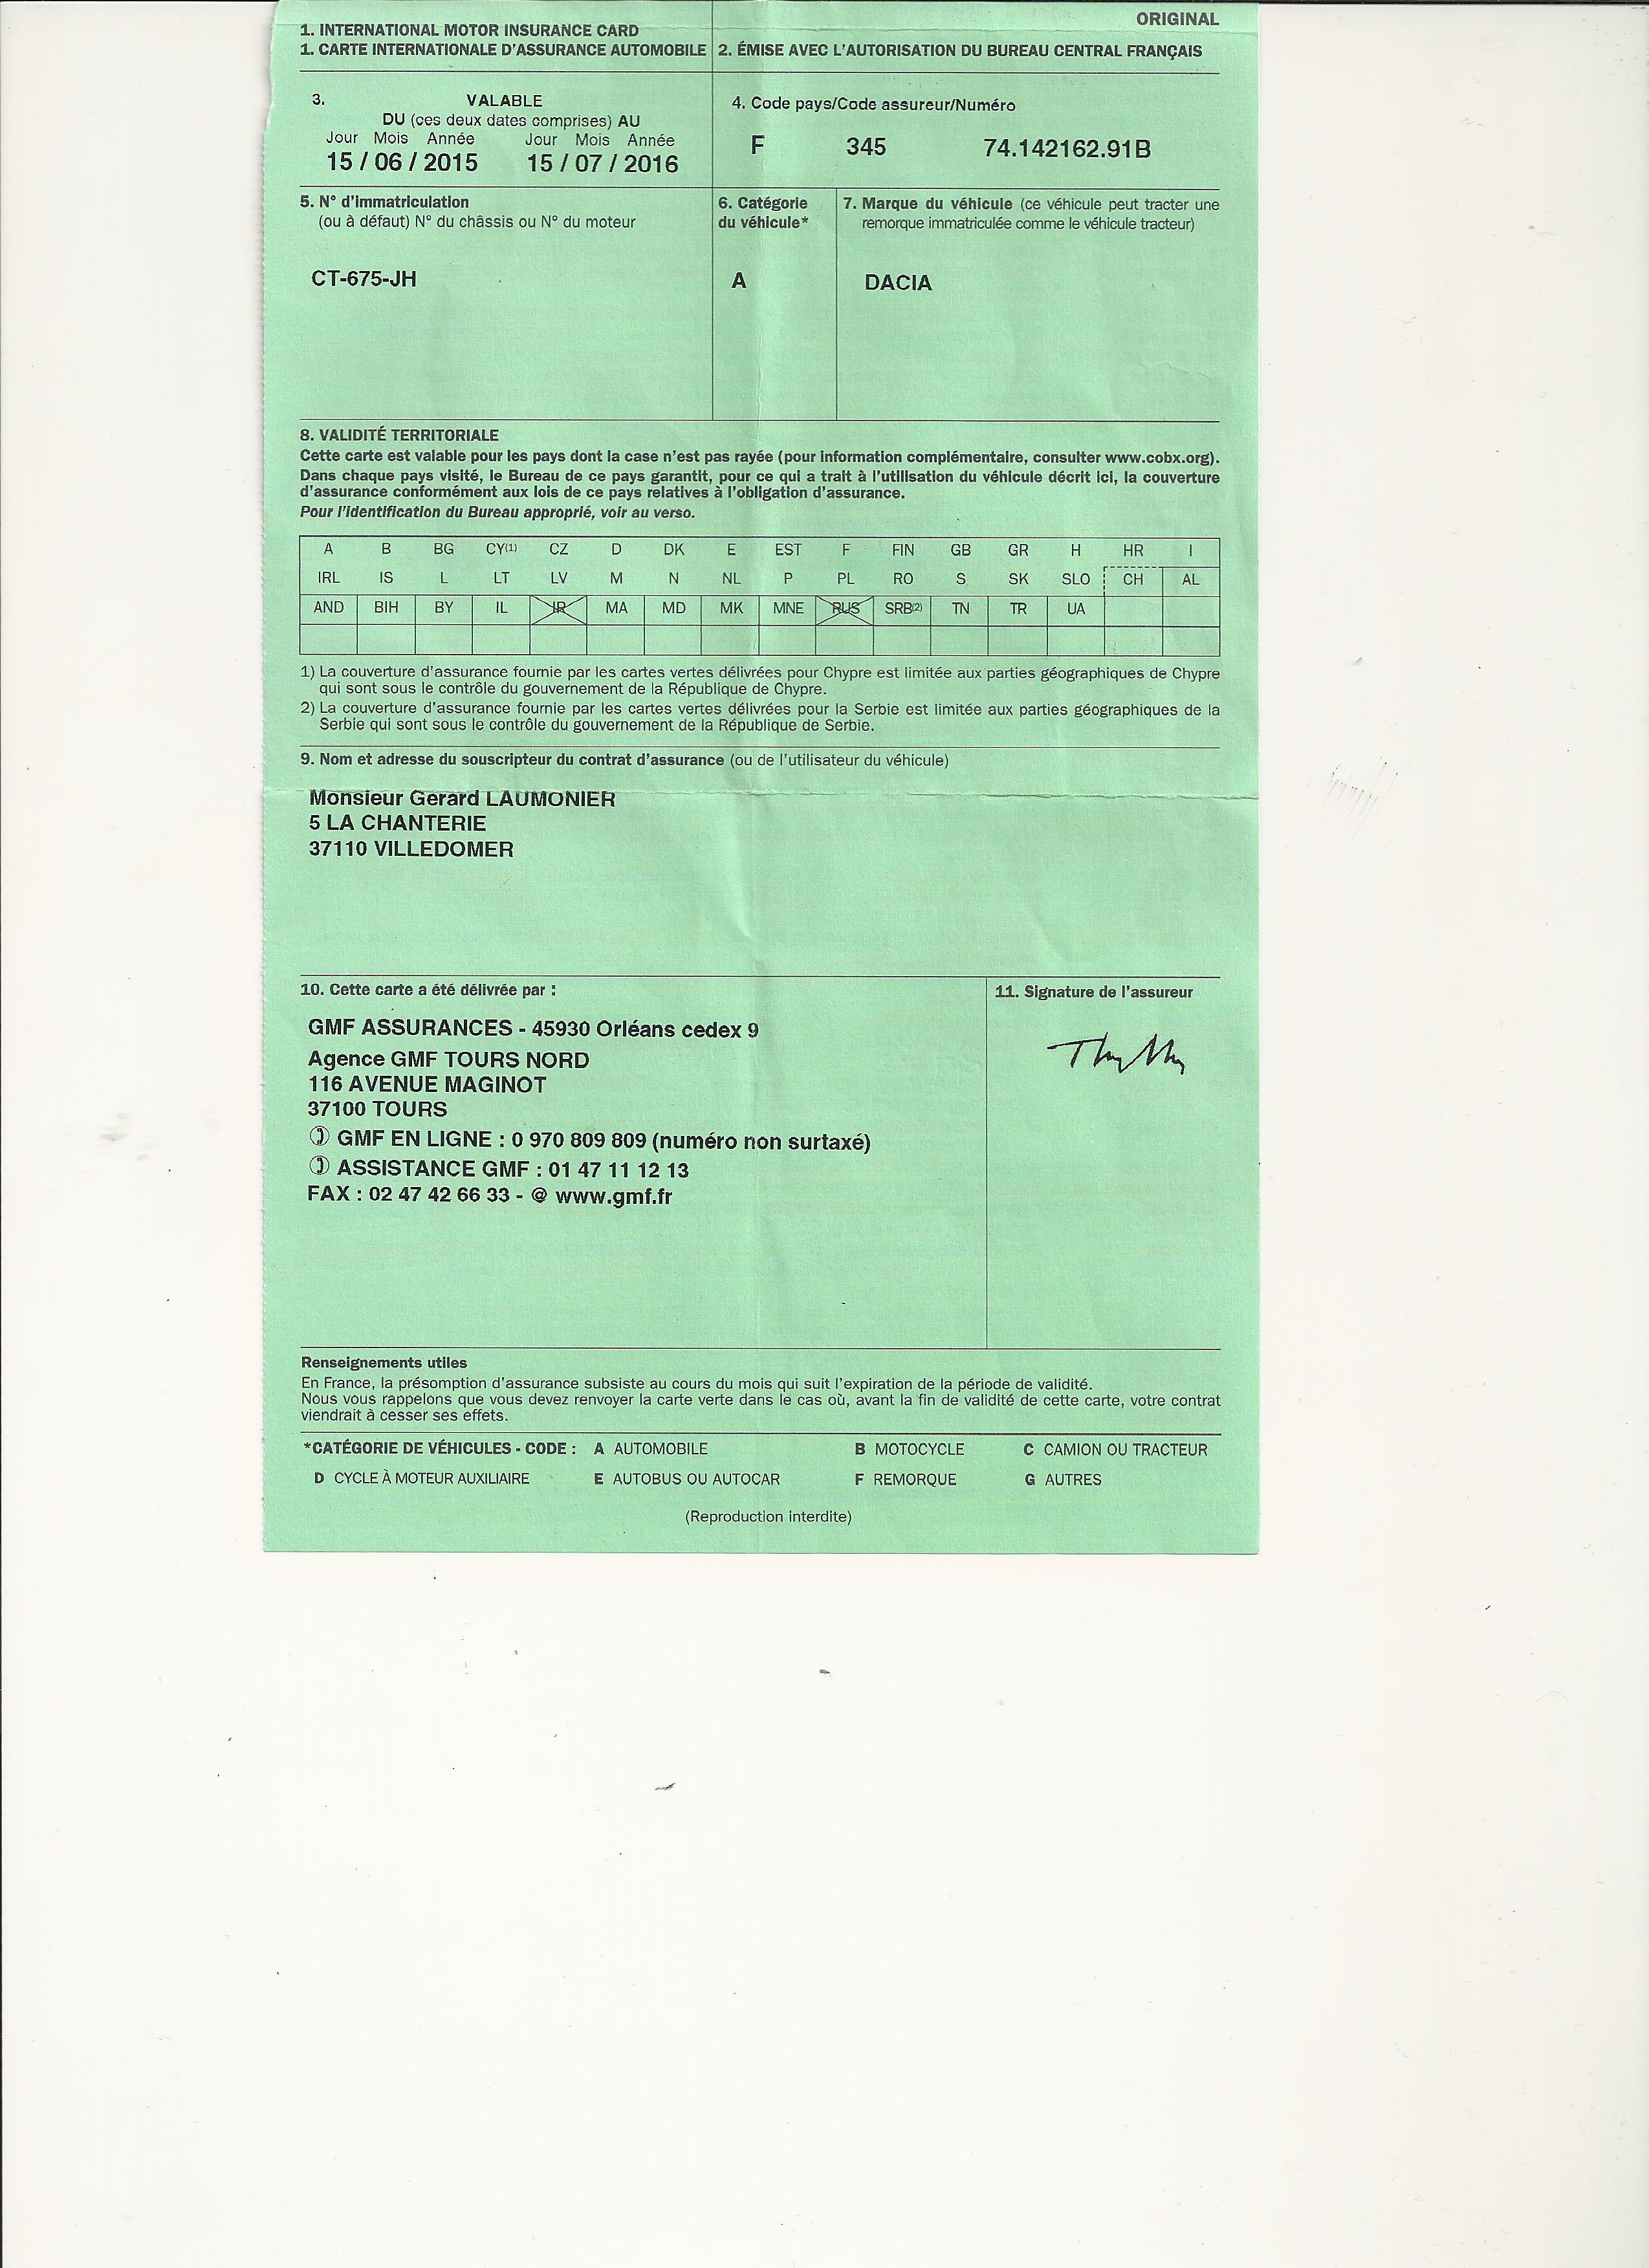 ORIGINAL
1. INTERNATIONAL MOTOR INSURANCE CARD
1. CARTE INTERNATIONALE D'ASSURANCE AUTOMOBILE
2. ÉMISE AVEC L'AUTORISATION DU BUREAU CENTRAL FRANÇAIS
3. VALABLE
DU (ces deux dates comprises) AU
Jour Mois Année Jour Mois Année
15 / 06 / 2015 15 / 07 / 2016
4. Code pays/Code assureur/Numéro
F 345 74.142162.91B
5. N° d'immatriculation
(ou à défaut) N° du châssis ou N° du moteur
CT-675-JH
6. Catégorie
du véhicule*
A
7. Marque du véhicule (ce véhicule peut tracter une
remorque immatriculée comme le véhicule tracteur)
DACIA
8. VALIDITÉ TERRITORIALE
Cette carte est valable pour les pays dont la case n'est pas rayée (pour information complémentaire, consulter www.cobx.org).
Dans chaque pays visité, le Bureau de ce pays garantit, pour ce qui a trait à l'utilisation du véhicule décrit ici, la couverture
d'assurance conformément aux lois de ce pays relatives à l'obligation d'assurance.
Pour l'identification du Bureau approprié, voir au verso.
A B BG CY(1) CZ D DK E EST F FIN GB GR H HR I
IRL IS L LT LV M N NL P PL RO S SK SLO CH AL
AND BIH BY IL IR MA MD MK MNE RUS SRB(2) TN TR UA
1) La couverture d'assurance fournie par les cartes vertes délivrées pour Chypre est limitée aux parties géographiques de Chypre
qui sont sous le contrôle du gouvernement de la République de Chypre.
2) La couverture d'assurance fournie par les cartes vertes délivrées pour la Serbie est limitée aux parties géographiques de la
Serbie qui sont sous le contrôle du gouvernement de la République de Serbie.
9. Nom et adresse du souscripteur du contrat d'assurance (ou de l'utilisateur du véhicule)
Monsieur Gerard LAUMONIER
5 LA CHANTERIE
37110 VILLEDOMER
10. Cette carte a été délivrée par :
GMF ASSURANCES - 45930 Orléans cedex 9
Agence GMF TOURS NORD
116 AVENUE MAGINOT
37100 TOURS
GMF EN LIGNE : 0 970 809 809 (numéro non surtaxé)
ASSISTANCE GMF : 01 47 11 12 13
FAX : 02 47 42 66 33 - @ www.gmf.fr
11. Signature de l'assureur
Renseignements utiles
En France, la présomption d'assurance subsiste au cours du mois qui suit l'expiration de la période de validité.
Nous vous rappelons que vous devez renvoyer la carte verte dans le cas où, avant la fin de validité de cette carte, votre contrat
viendrait à cesser ses effets.
*CATÉGORIE DE VÉHICULES - CODE : A AUTOMOBILE B MOTOCYCLE C CAMION OU TRACTEUR
D CYCLE À MOTEUR AUXILIAIRE E AUTOBUS OU AUTOCAR F REMORQUE G AUTRES
(Reproduction interdite)